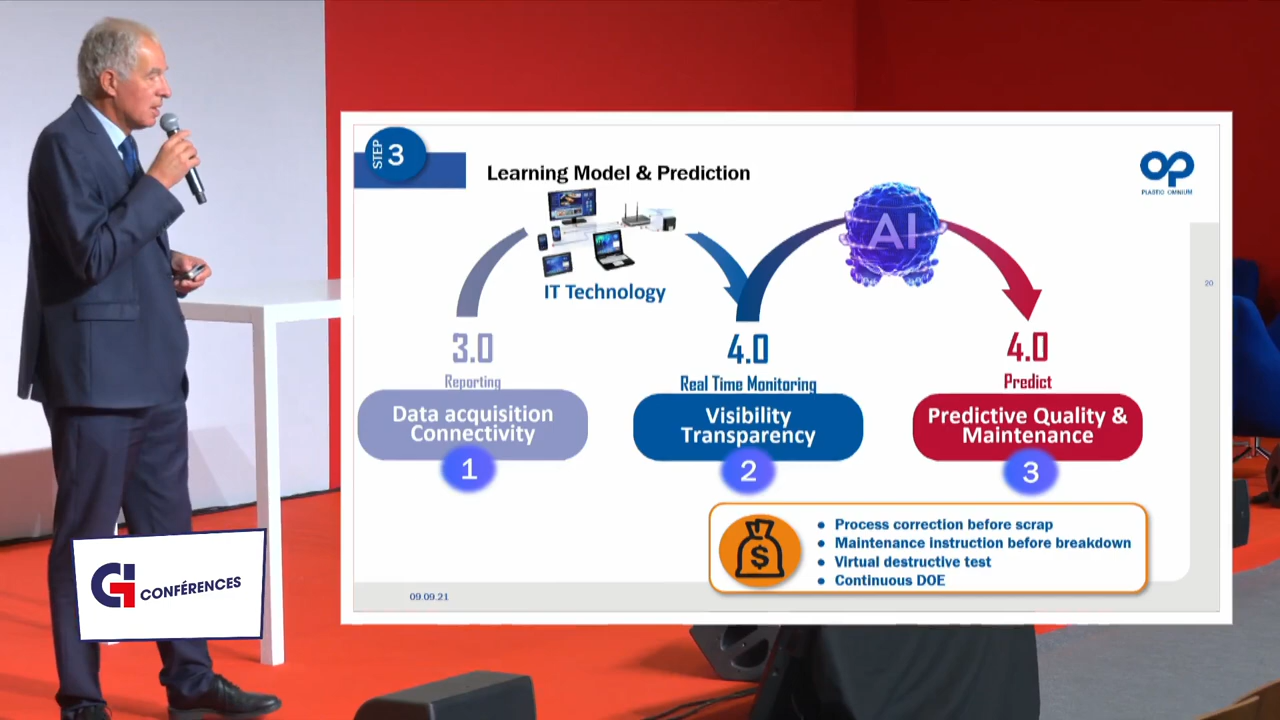 STEP 3
Learning Model & Prediction
PLASTIC OMNIUM
AI
IT Technology
20
3.0
Reporting
Data acquisition
Connectivity
1
4.0
Real Time Monitoring
Visibility
Transparency
2
4.0
Predict
Predictive Quality &
Maintenance
3
$
• Process correction before scrap
• Maintenance instruction before breakdown
• Virtual destructive test
• Continuous DOE
09.09.21
GI CONFÉRENCES